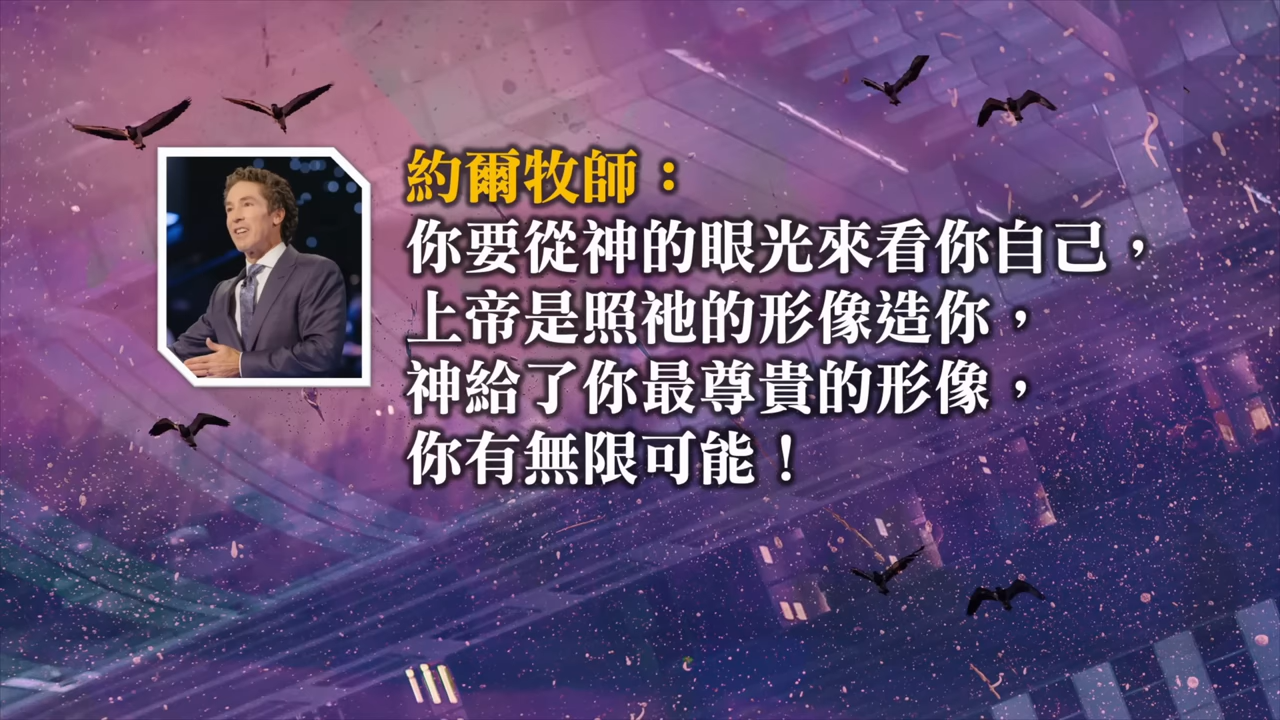 約爾牧師：
你要從神的眼光來看你自己，
上帝是照祂的形像造你，
神給了你最尊貴的形像，
你有無限可能！